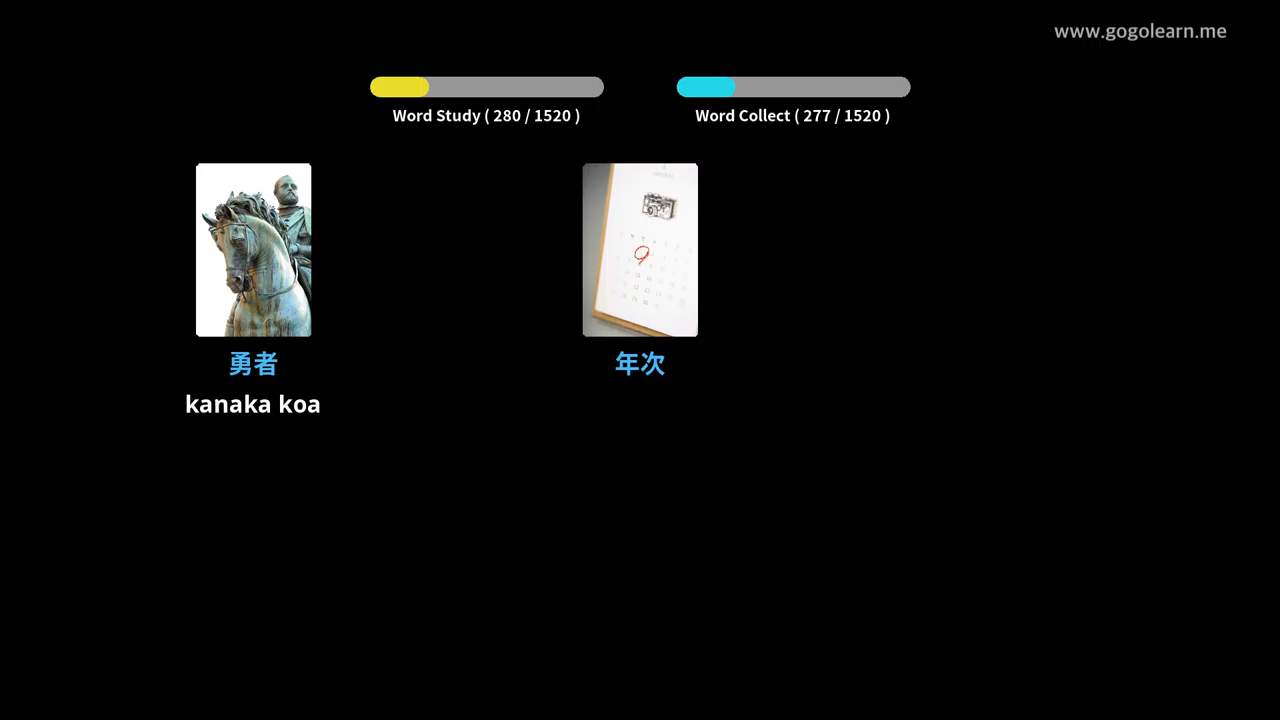 www.gogolearn.me
Word Study ( 280 / 1520 )
Word Collect ( 277 / 1520 )
勇者
年次
kanaka koa